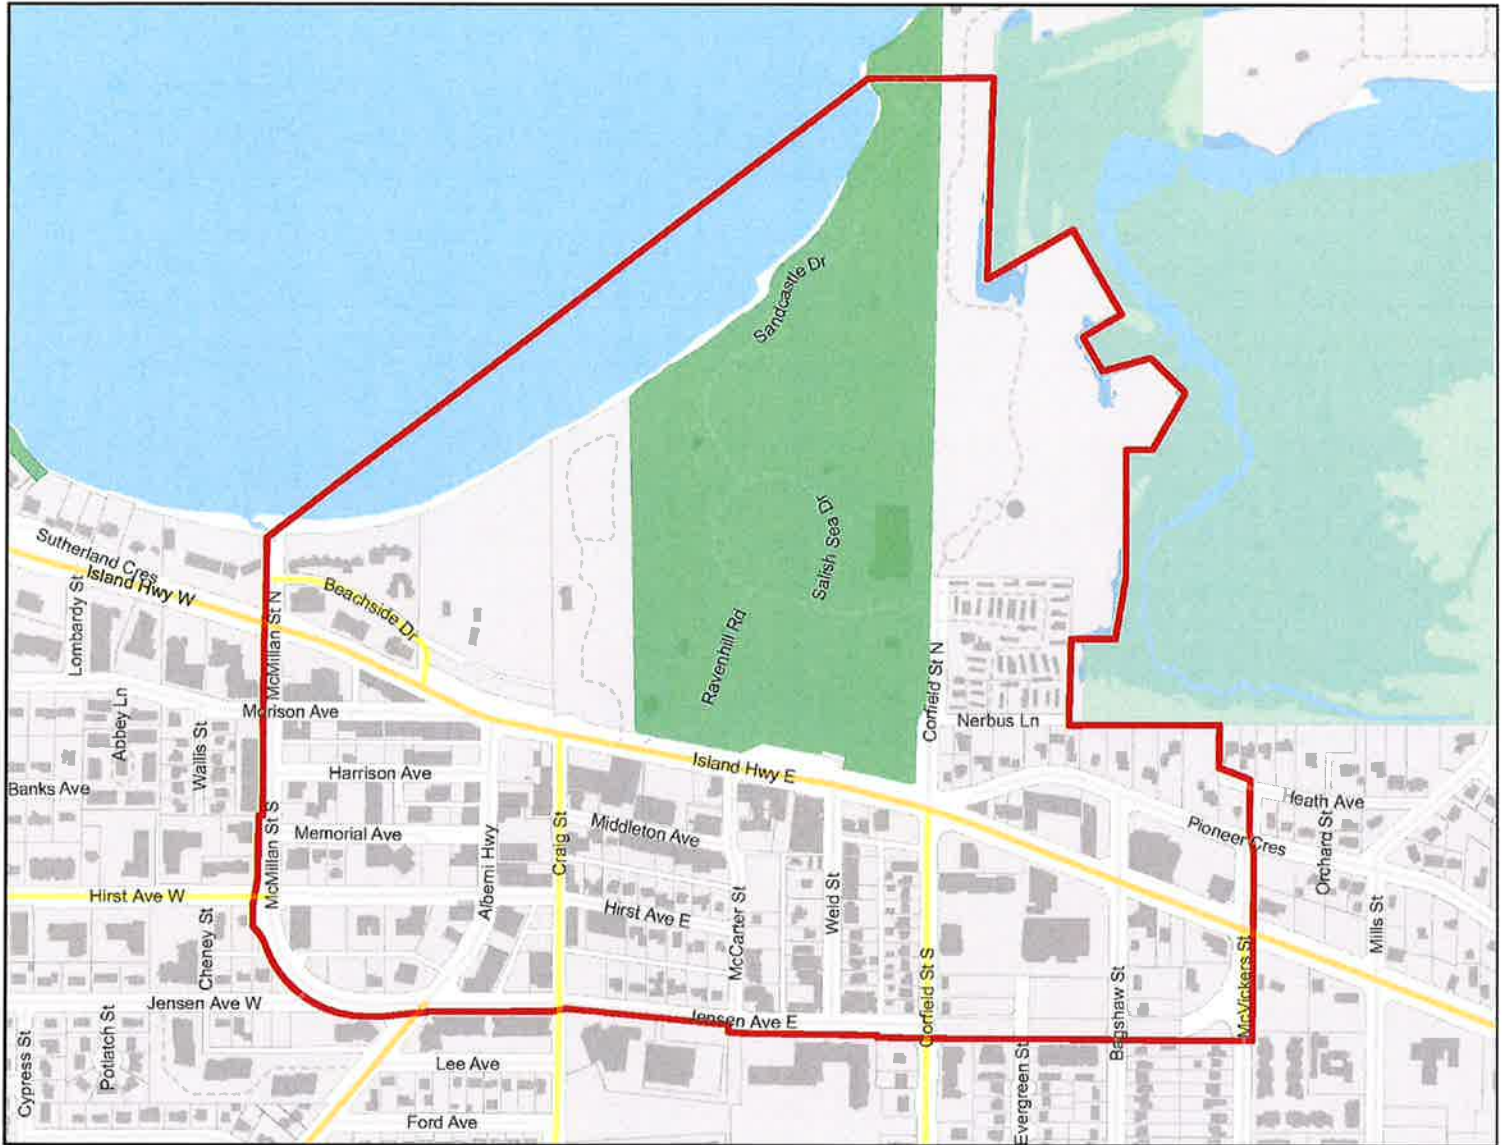 Sandcastle Dr
Sutherland Cres
Island Hwy W
Lombardy St
Beachside Dr
McMillan St N
Salish Sea Dr
Ravenhill Rd
Corfield St N
Nerbus Ln
Abbey Ln
Wallis St
Morison Ave
Island Hwy E
Harrison Ave
Banks Ave
Heath Ave
McMillan St S
Memorial Ave
Alberni Hwy
Craig St
Middleton Ave
Pioneer Cres
Orchard St
Hirst Ave W
Hirst Ave E
McCarter St
Weld St
Mills St
Cheney St
Jensen Ave W
Jensen Ave E
Corfield St S
Bagshaw St
McVickers St
Cypress St
Potlatch St
Lee Ave
Evergreen St
Ford Ave